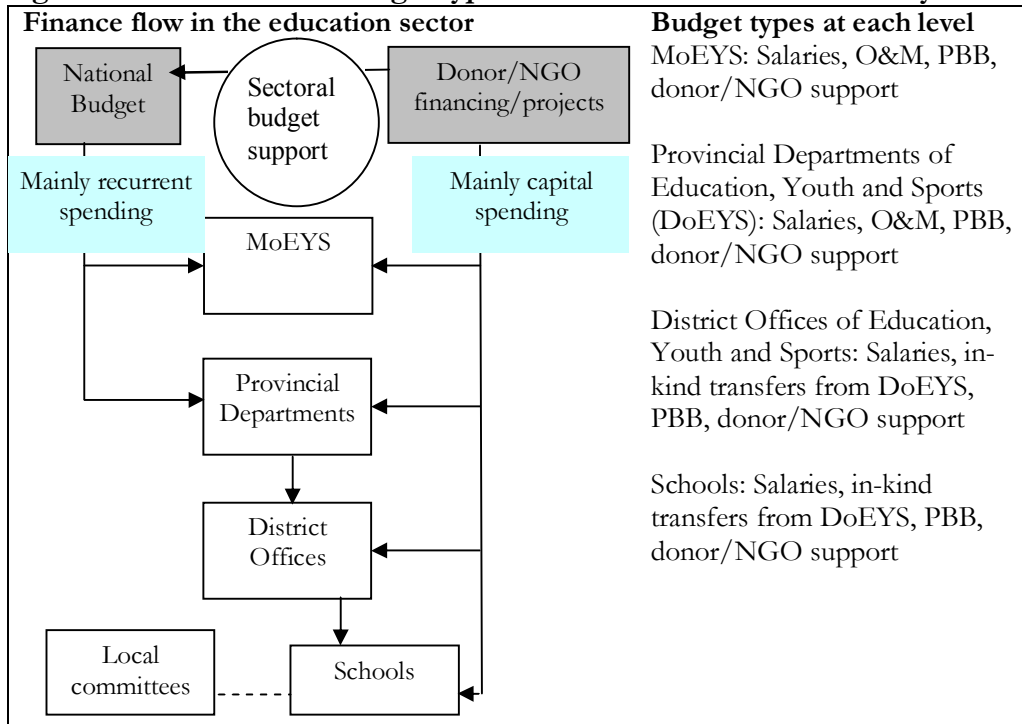 Finance flow in the education sector
National
Budget
Sectoral
budget
support
Donor/NGO
financing/projects
Mainly recurrent
spending
Mainly capital
spending
MoEYS
Provincial
Departments
District
Offices
Local
committees
Schools
Budget types at each level
MoEYS: Salaries, O&M, PBB,
donor/NGO support
Provincial Departments of
Education, Youth and Sports
(DoEYS): Salaries, O&M, PBB,
donor/NGO support
District Offices of Education,
Youth and Sports: Salaries, in-
kind transfers from DoEYS,
PBB, donor/NGO support
Schools: Salaries, in-kind
transfers from DoEYS, PBB,
donor/NGO support